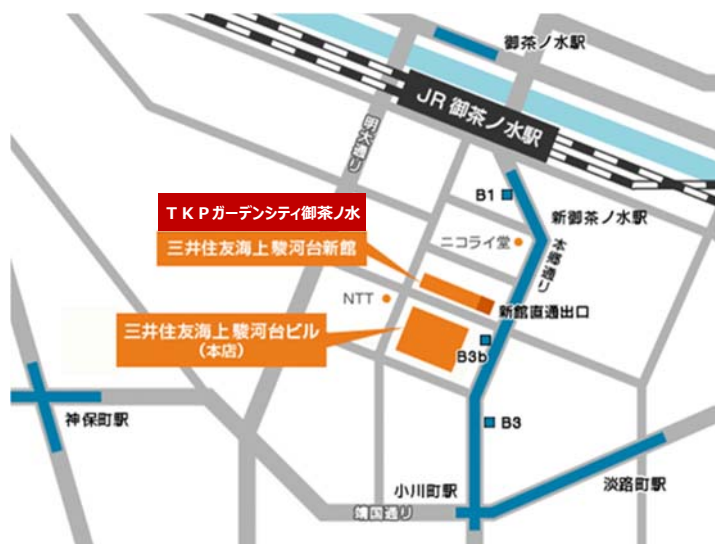 御茶ノ水駅
JR 御茶ノ水駅
明大通り
B1
新御茶ノ水駅
TKPガーデンシティ御茶ノ水
三井住友海上駿河台新館
ニコライ堂
本郷通り
NTT
新館直通出口
三井住友海上駿河台ビル
(本店)
B3b
神保町駅
B3
小川町駅
淡路町駅
靖国通り